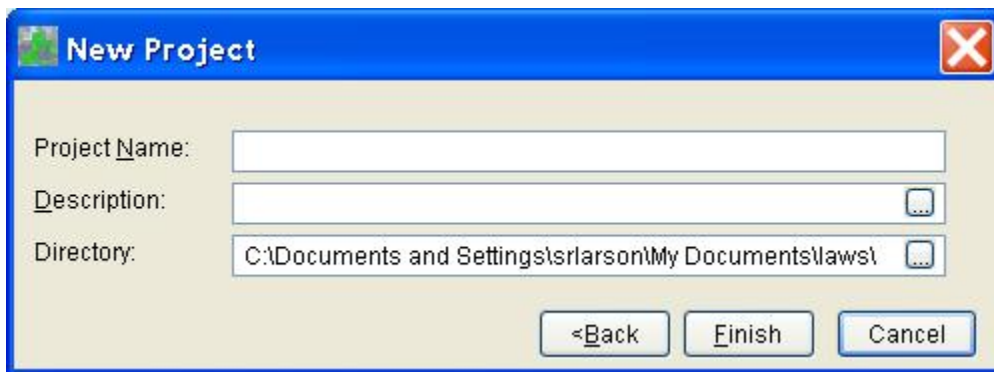 New Project
Project Name:
Description:
...
Directory: C:\Documents and Settings\srlarson\My Documents\laws\ ...
<Back Finish Cancel